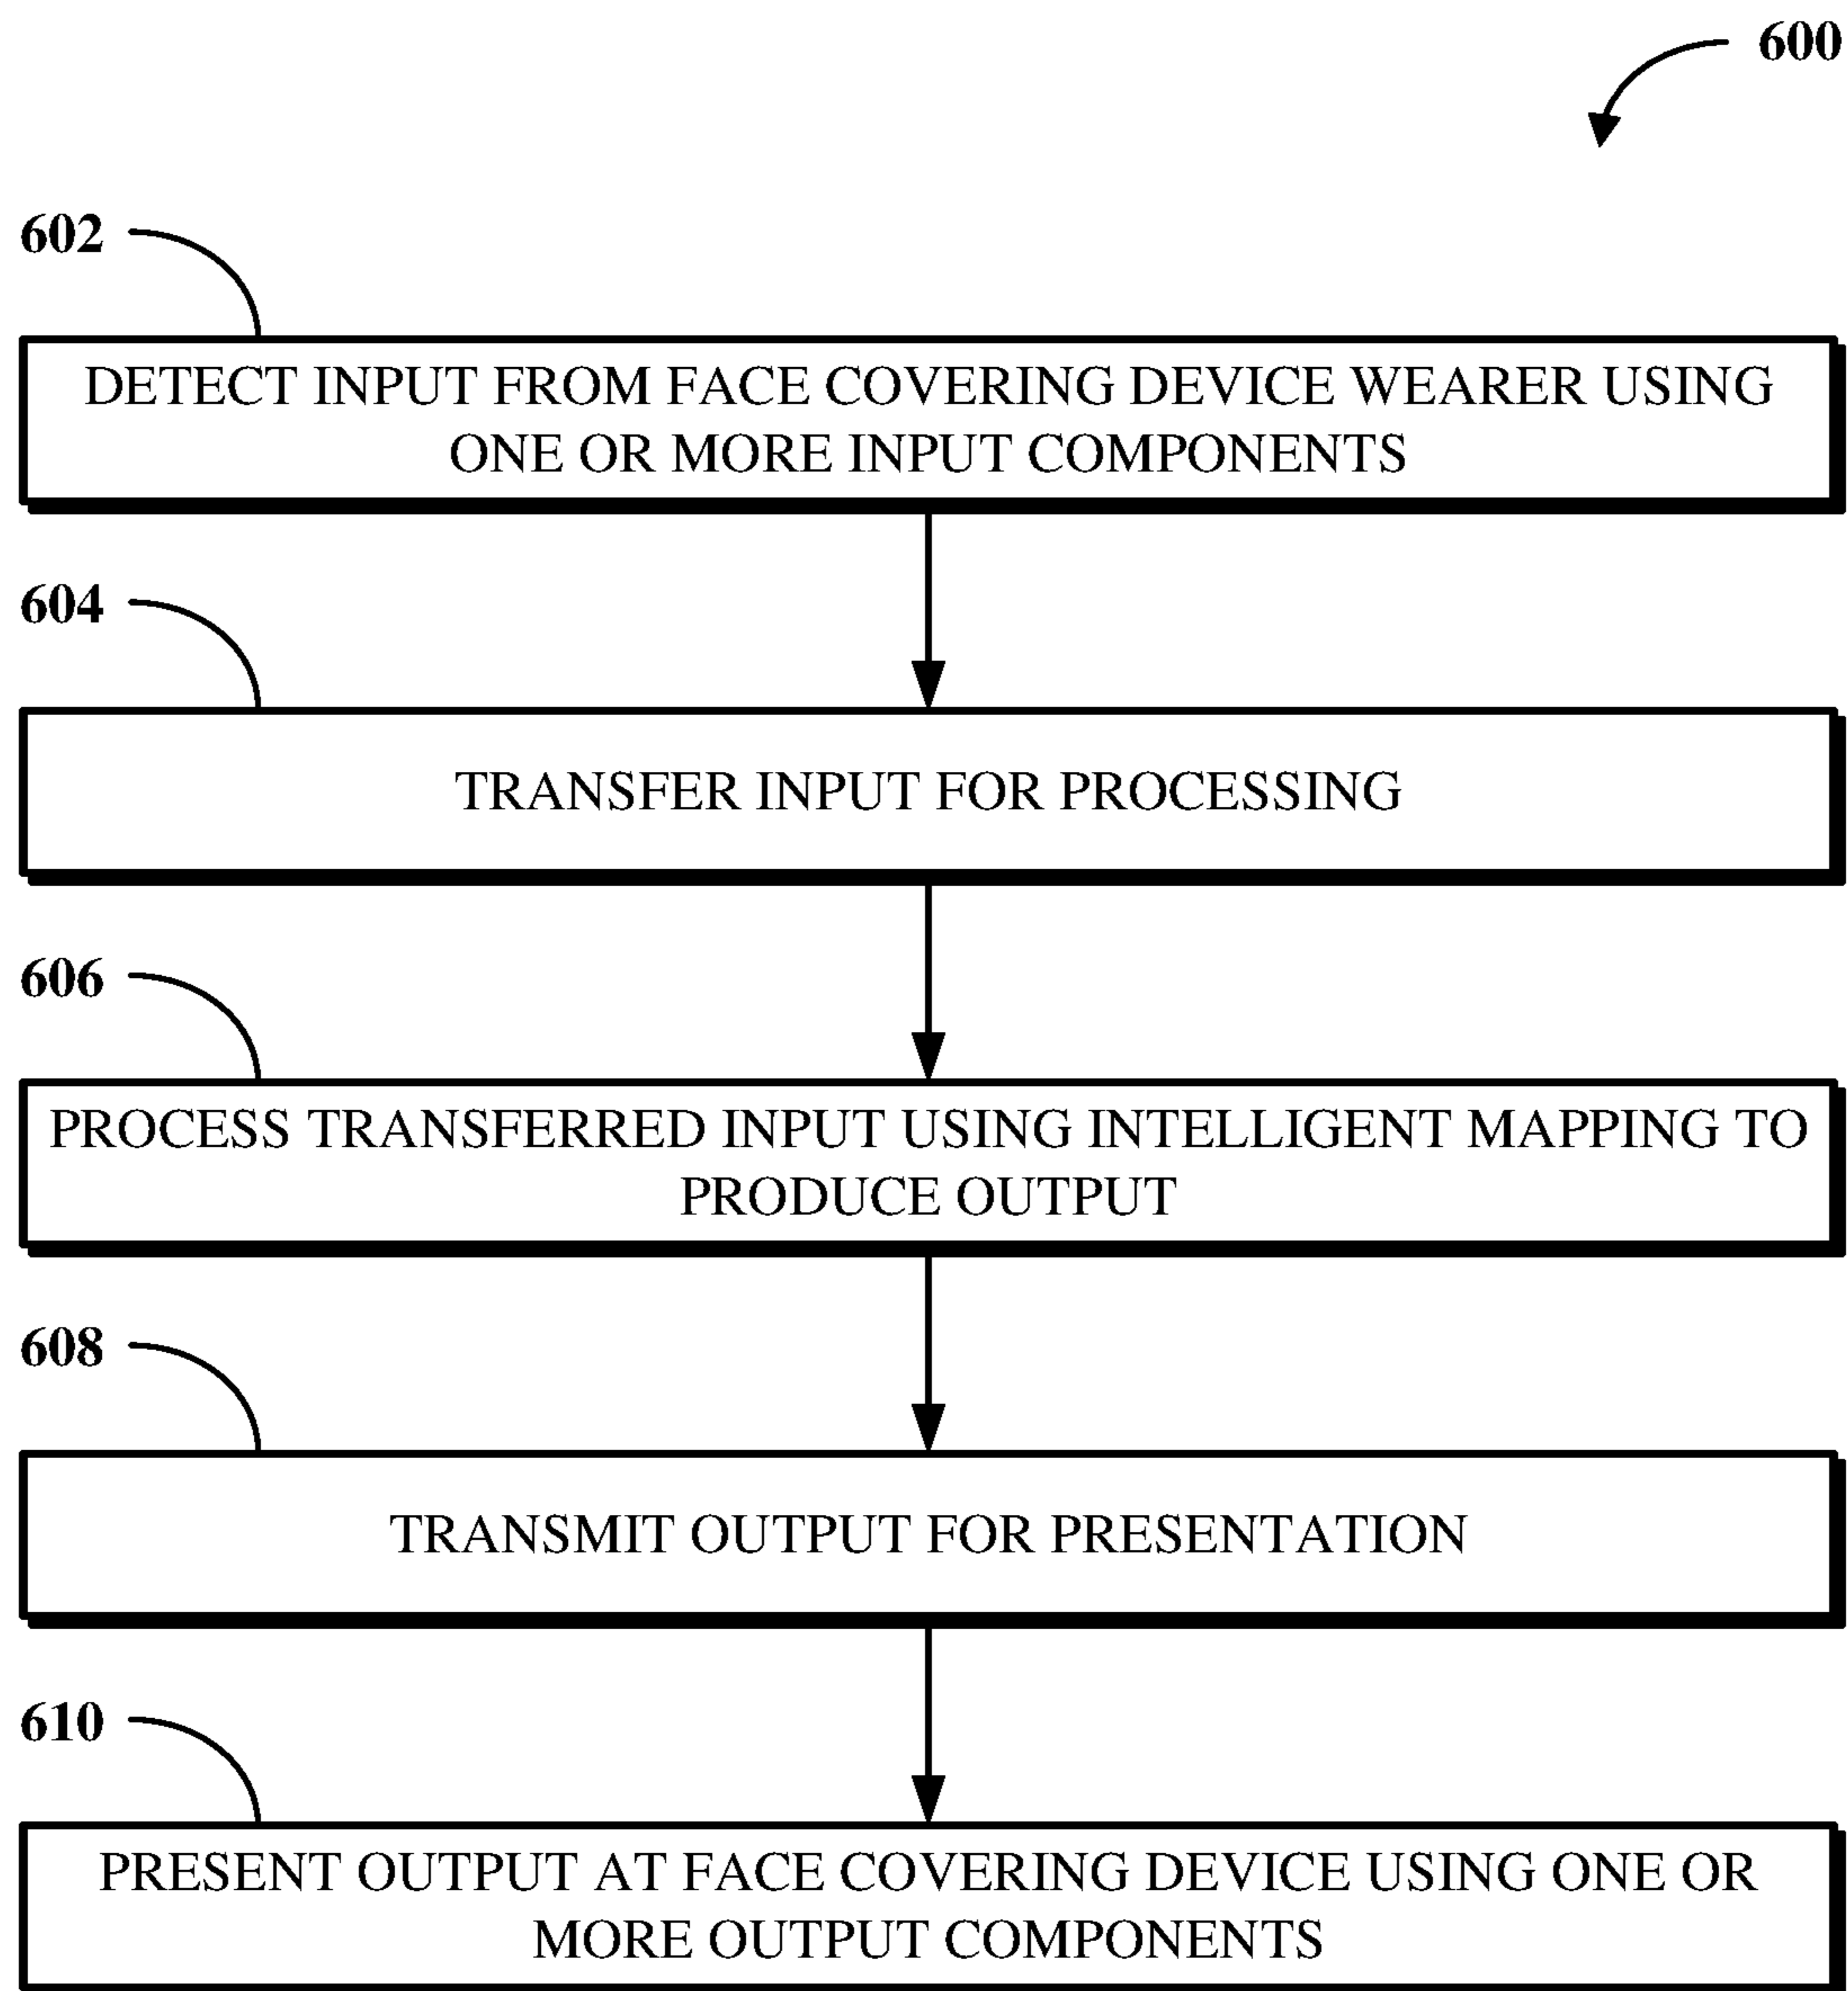 600
602
DETECT INPUT FROM FACE COVERING DEVICE WEARER USING
ONE OR MORE INPUT COMPONENTS
604
TRANSFER INPUT FOR PROCESSING
606
PROCESS TRANSFERRED INPUT USING INTELLIGENT MAPPING TO
PRODUCE OUTPUT
608
TRANSMIT OUTPUT FOR PRESENTATION
610
PRESENT OUTPUT AT FACE COVERING DEVICE USING ONE OR
MORE OUTPUT COMPONENTS